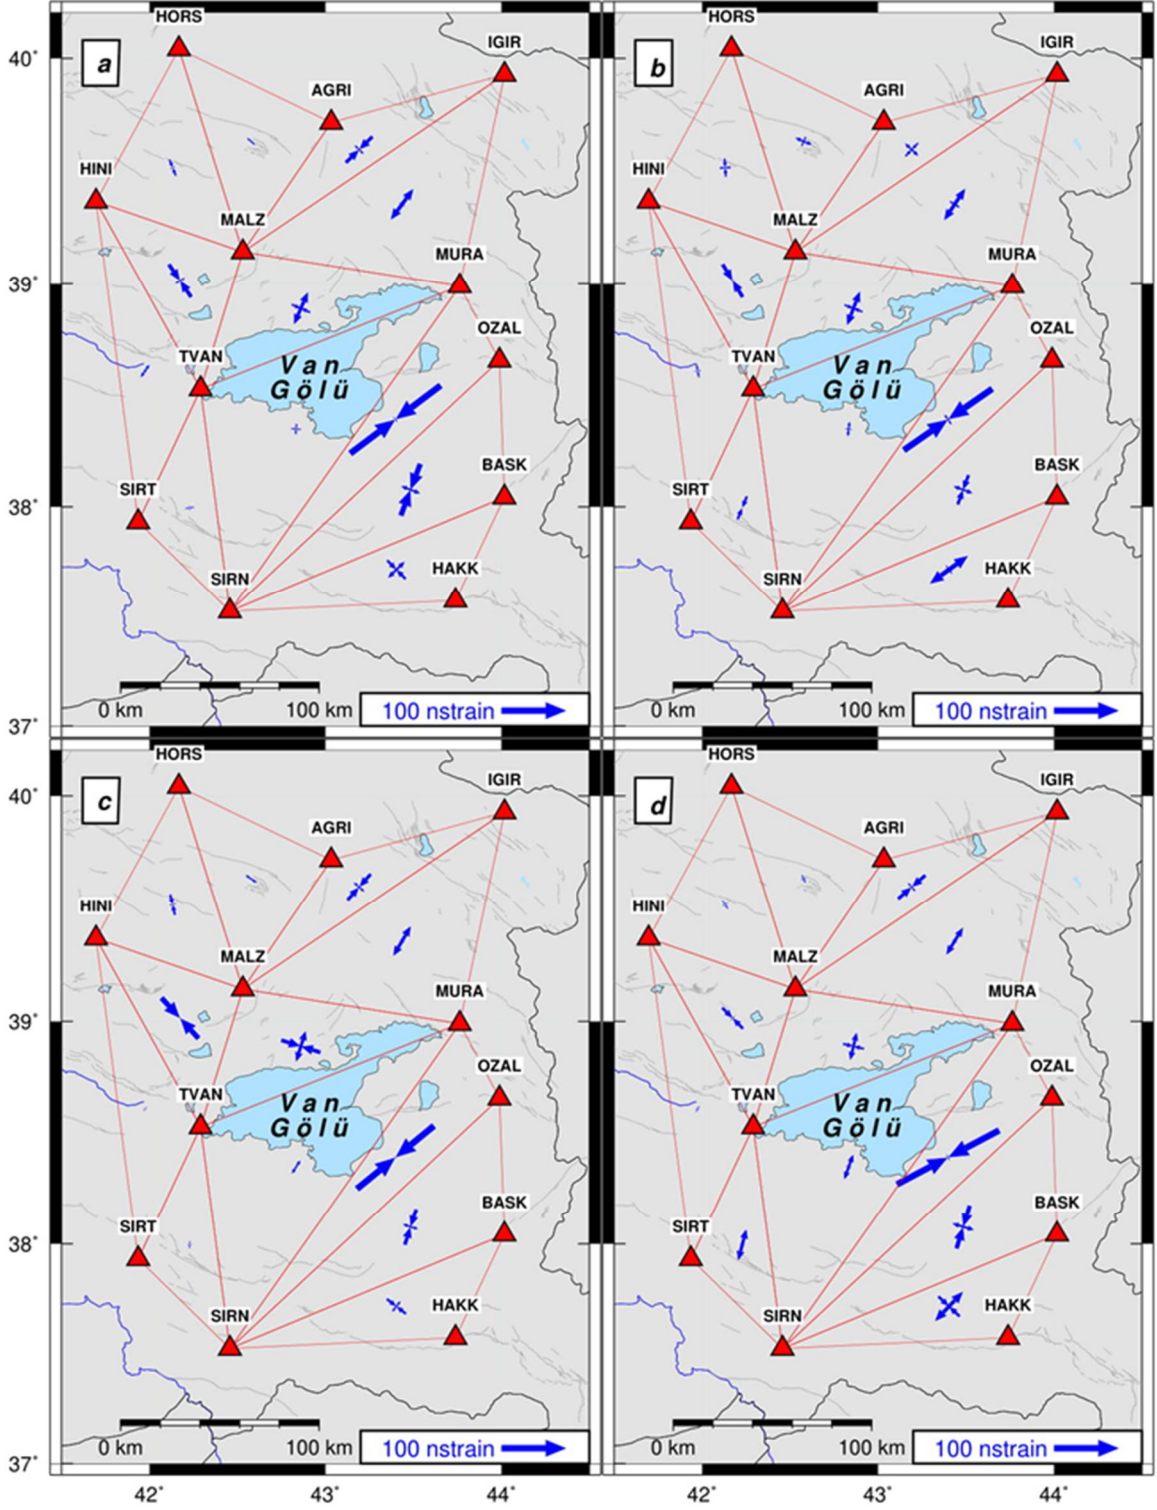 HORS
HORS
a
b
IGIR
IGIR
40°
AGRI
AGRI
HINI
HINI
MALZ
MALZ
MURA
MURA
39°
OZAL
OZAL
TVAN
TVAN
Van
Gölü
Van
Gölü
BASK
BASK
SIRT
SIRT
38°
HAKK
HAKK
SIRN
SIRN
0 km 100 km
100 nstrain
0 km 100 km
100 nstrain
37°
HORS
HORS
c
d
IGIR
IGIR
40°
AGRI
AGRI
HINI
HINI
MALZ
MALZ
MURA
MURA
39°
OZAL
OZAL
TVAN
TVAN
Van
Gölü
Van
Gölü
BASK
BASK
SIRT
SIRT
38°
HAKK
HAKK
SIRN
SIRN
0 km 100 km
100 nstrain
0 km 100 km
100 nstrain
37°
42° 43° 44° 42° 43° 44°